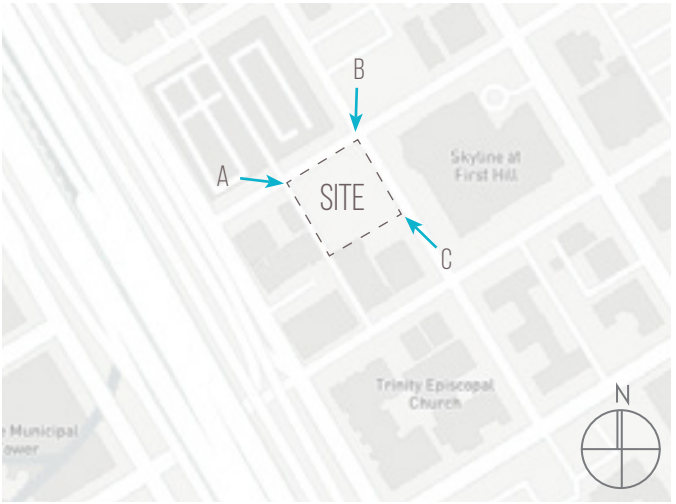 B
Skyline at
First Hill
A
SITE
C
Trinity Episcopal
Church
N
e Municipal
ower